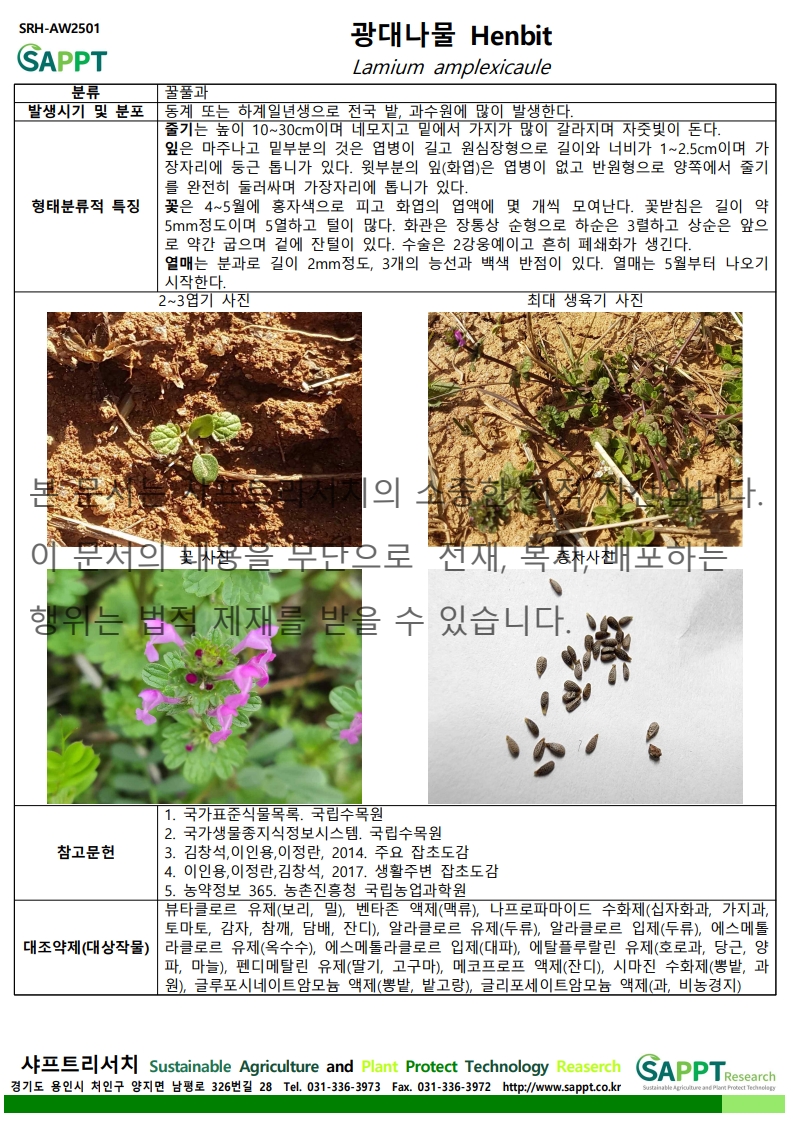 SRH-AW2501
SAPPT
광대나물 Henbit
Lamium amplexicaule
분류 꿀풀과
발생시기 및 분포 동계 또는 하계일년생으로 전국 밭, 과수원에 많이 발생한다.
형태분류적 특징
줄기는 높이 10~30cm이며 네모지고 밑에서 가지가 많이 갈라지며 자줏빛이 돈다.
잎은 마주나고 밑부분의 것은 엽병이 길고 원심장형으로 길이와 너비가 1~2.5cm이며 가
장자리에 둥근 톱니가 있다. 윗부분의 잎(화엽)은 엽병이 없고 반원형으로 양쪽에서 줄기
를 완전히 둘러싸며 가장자리에 톱니가 있다.
꽃은 4~5월에 홍자색으로 피고 화엽의 엽액에 몇 개씩 모여난다. 꽃받침은 길이 약
5mm정도이며 5열하고 털이 많다. 화관은 장통상 순형으로 하순은 3렬하고 상순은 앞으
로 약간 굽으며 겉에 잔털이 있다. 수술은 2강웅예이고 흔히 폐쇄화가 생긴다.
열매는 분과로 길이 2mm정도, 3개의 능선과 백색 반점이 있다. 열매는 5월부터 나오기
시작한다.
2~3엽기 사진 최대 생육기 사진
본 문서는 샤프트리서치의 소중한 지적 자산입니다.
꽃 사진 종자사진
이 문서의 내용을 무단으로 전재, 복사, 배포하는
행위는 법적 제재를 받을 수 있습니다.
참고문헌
1. 국가표준식물목록. 국립수목원
2. 국가생물종지식정보시스템. 국립수목원
3. 김창석,이인용,이정란, 2014. 주요 잡초도감
4. 이인용,이정란,김창석, 2017. 생활주변 잡초도감
5. 농약정보 365. 농촌진흥청 국립농업과학원
대조약제(대상작물)
뷰타클로르 유제(보리, 밀), 벤타존 액제(맥류), 나프로파마이드 수화제(십자화과, 가지과,
토마토, 감자, 참깨, 담배, 잔디), 알라클로르 유제(두류), 알라클로르 입제(두류), 에스메톨
라클로르 유제(옥수수), 에스메톨라클로르 입제(대파), 에탈플루랄린 유제(호로과, 당근, 양
파, 마늘), 펜디메탈린 유제(딸기, 고구마), 메코프로프 액제(잔디), 시마진 수화제(뽕밭, 과
원), 글루포시네이트암모늄 액제(뽕밭, 밭고랑), 글리포세이트암모늄 액제(과, 비농경지)
샤프트리서치 Sustainable Agriculture and Plant Protect Technology Reaserch
경기도 용인시 처인구 양지면 남평로 326번길 28 Tel. 031-336-3973 Fax. 031-336-3972 http://www.sappt.co.kr
SAPPT Research
Sustainable Agriculture and Plant Protect Technology